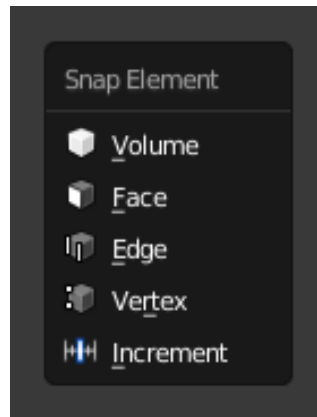 Snap Element
Volume
Face
Edge
Vertex
Increment